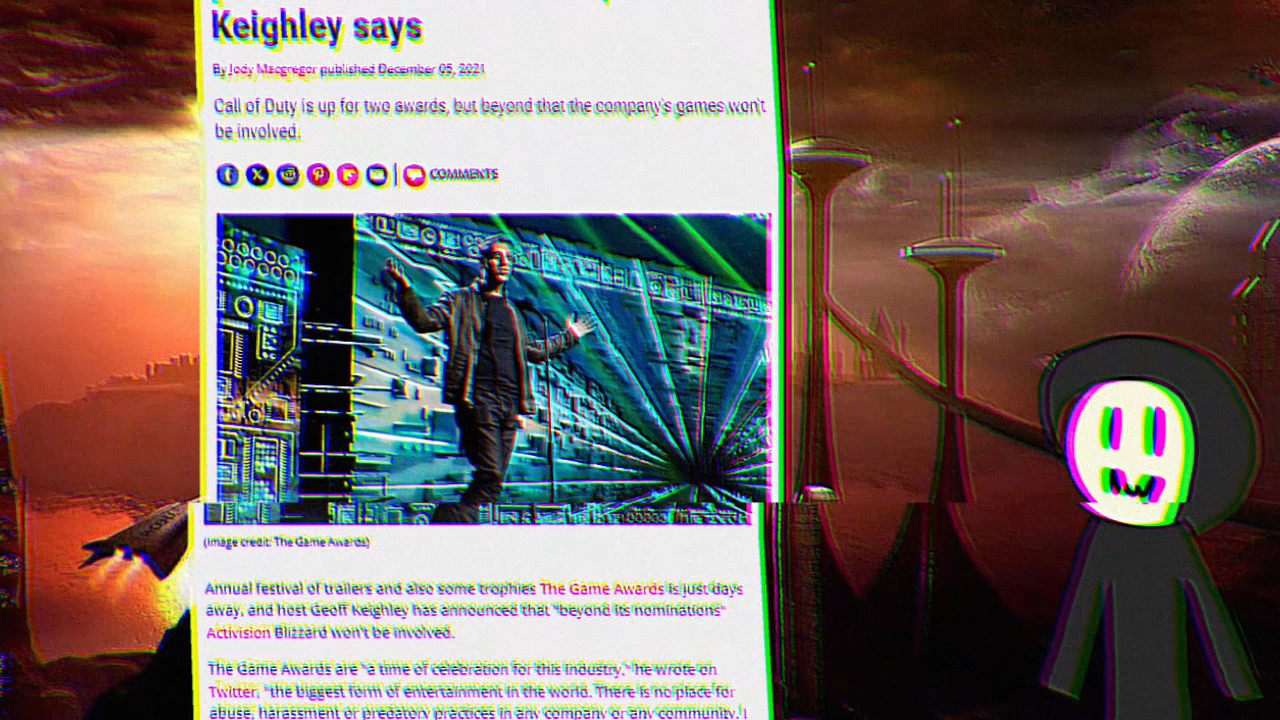 Keighley says
By Jody Macgregor published December 05, 2021
Call of Duty is up for two awards, but beyond that the company's games won't
be involved.
COMMENTS
(Image credit: The Game Awards)
Annual festival of trailers and also some trophies The Game Awards is just days
away, and host Geoff Keighley has announced that "beyond its nominations"
Activision Blizzard won't be involved.
The Game Awards are "a time of celebration for this industry," he wrote on
Twitter, "the biggest form of entertainment in the world. There is no place for
abuse, harassment or predatory practices in any company or any community."